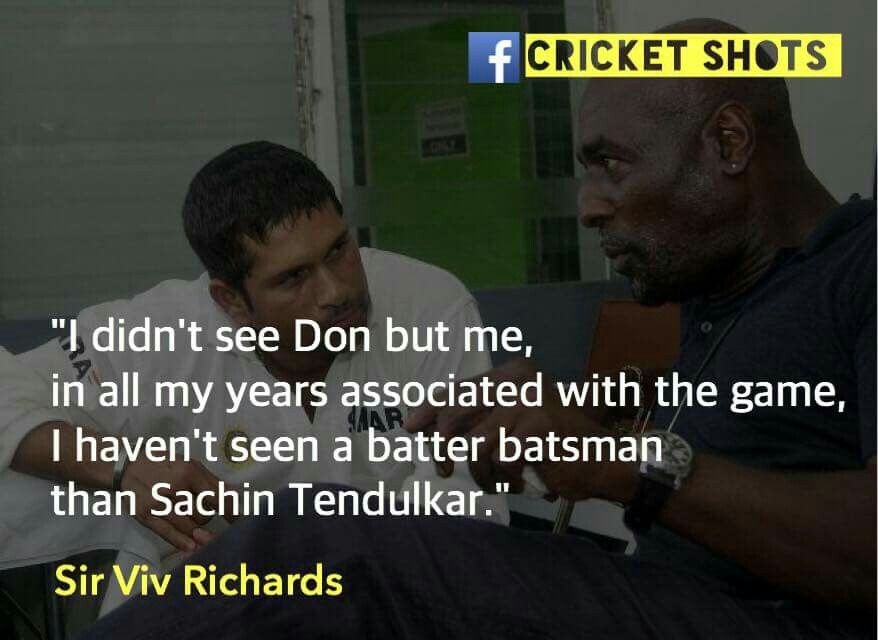 f CRICKET SHOTS
"I didn't see Don but me,
in all my years associated with the game,
I haven't seen a batter batsman
than Sachin Tendulkar."
Sir Viv Richards